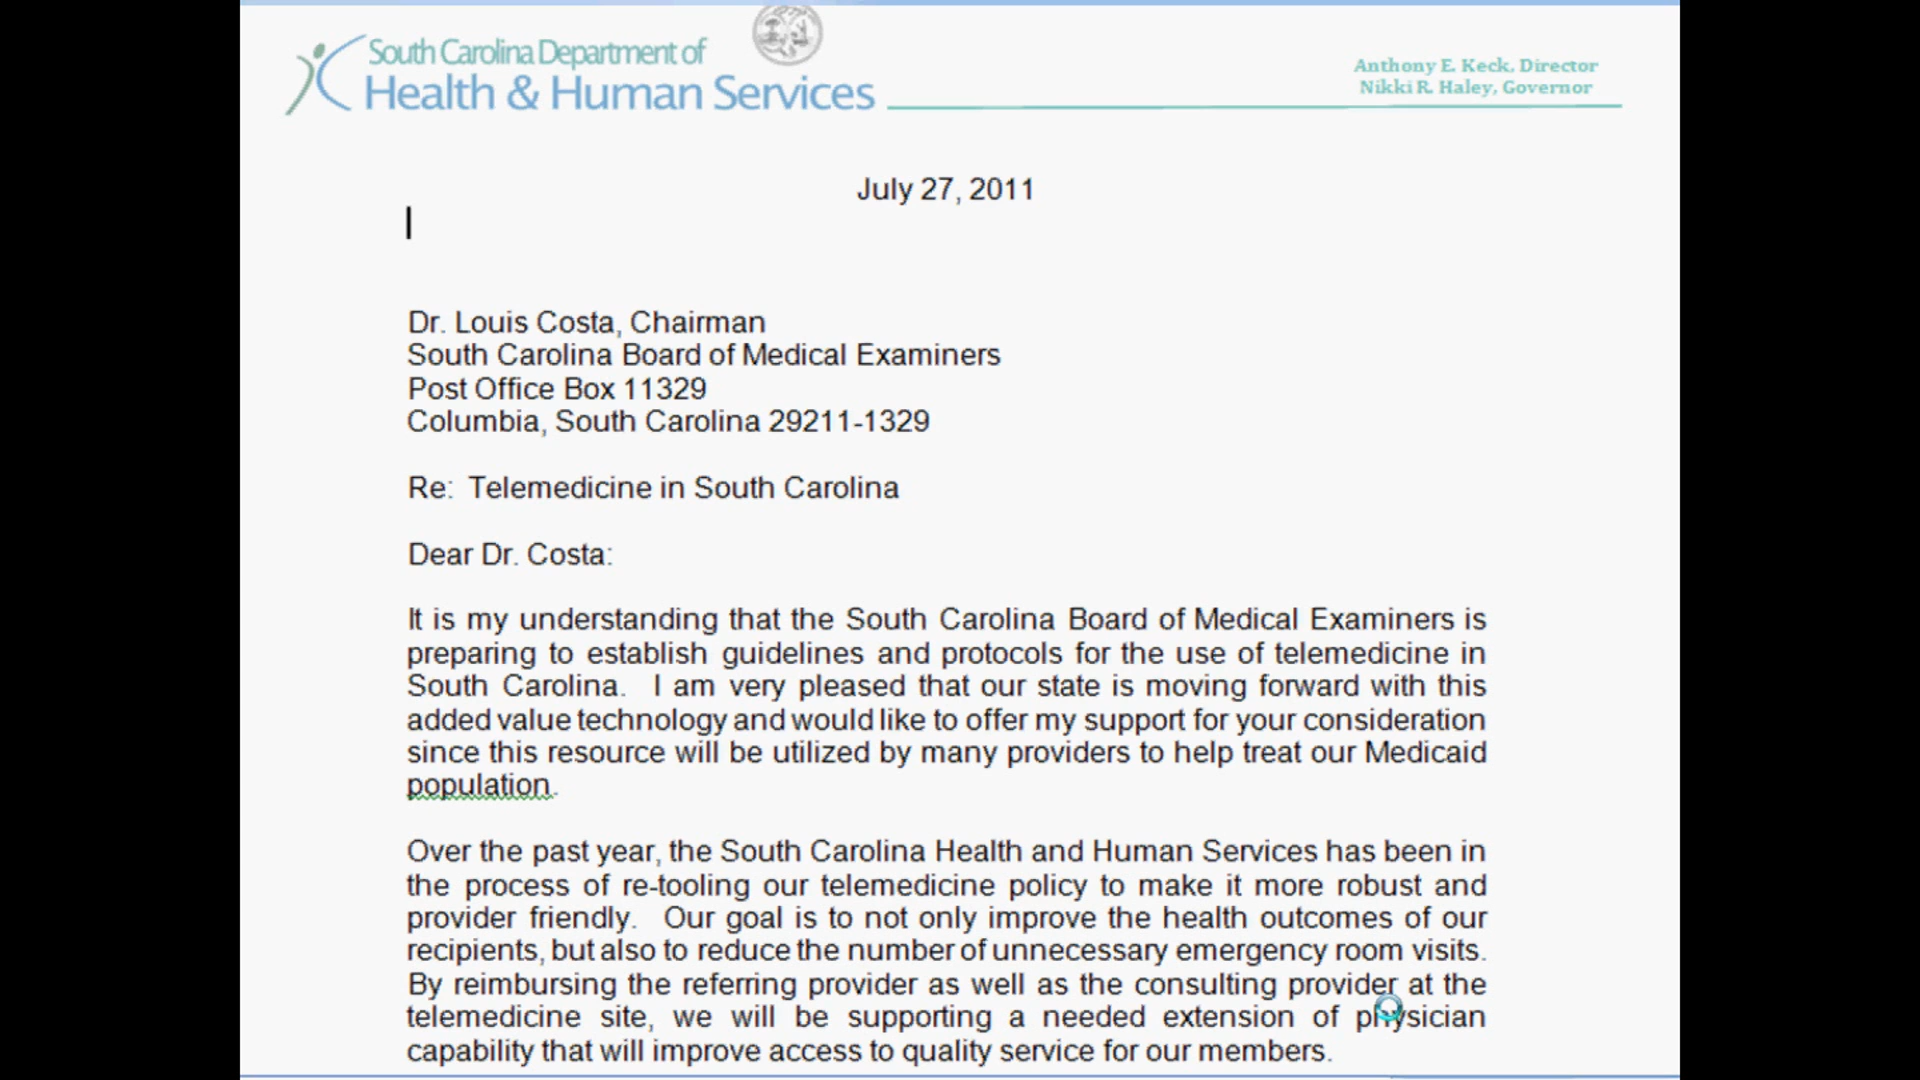 South Carolina Department of
Health & Human Services
Anthony E. Keck, Director
Nikki R. Haley, Governor
July 27, 2011
Dr. Louis Costa, Chairman
South Carolina Board of Medical Examiners
Post Office Box 11329
Columbia, South Carolina 29211-1329
Re:  Telemedicine in South Carolina
Dear Dr. Costa:
It is my understanding that the South Carolina Board of Medical Examiners is
preparing to establish guidelines and protocols for the use of telemedicine in
South Carolina.  I am very pleased that our state is moving forward with this
added value technology and would like to offer my support for your consideration
since this resource will be utilized by many providers to help treat our Medicaid
population.
Over the past year, the South Carolina Health and Human Services has been in
the process of re-tooling our telemedicine policy to make it more robust and
provider friendly.  Our goal is to not only improve the health outcomes of our
recipients, but also to reduce the number of unnecessary emergency room visits.
By reimbursing the referring provider as well as the consulting provider at the
telemedicine site, we will be supporting a needed extension of physician
capability that will improve access to quality service for our members.